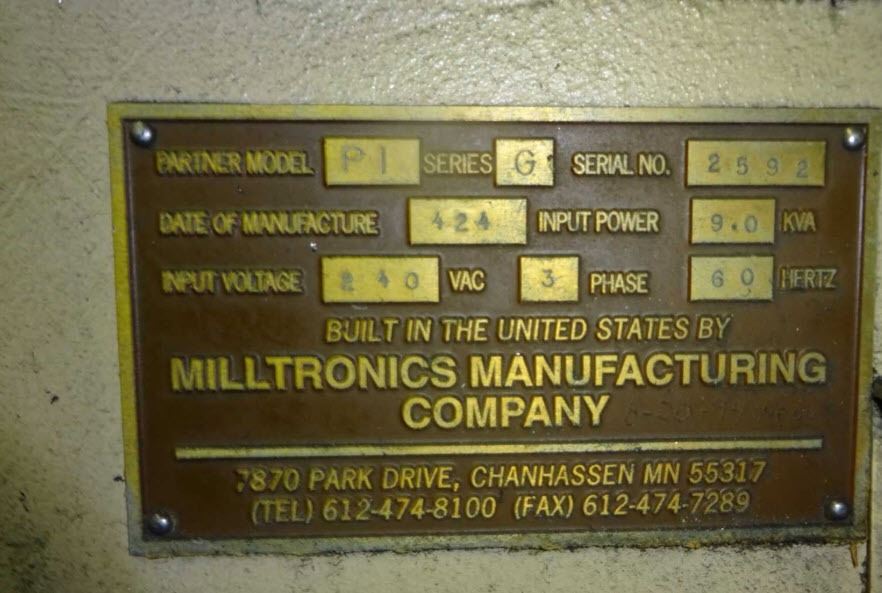 PARTNER MODEL P1 SERIES G SERIAL NO. 2592
DATE OF MANUFACTURE 424 INPUT POWER 9.0 KVA
INPUT VOLTAGE 240 VAC 3 PHASE 60 HERTZ
BUILT IN THE UNITED STATES BY
MILLTRONICS MANUFACTURING
COMPANY
7870 PARK DRIVE, CHANHASSEN MN 55317
(TEL) 612-474-8100 (FAX) 612-474-7289